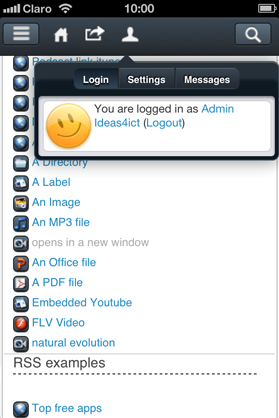 Claro 10:00
Podcast link (type
Login Settings Messages
You are logged in as Admin
Ideas4ict (Logout)
A Directory
A Label
An Image
An MP3 file
opens in a new window
An Office file
A PDF file
Embedded Youtube
FLV Video
natural evolution
RSS examples
Top free apps